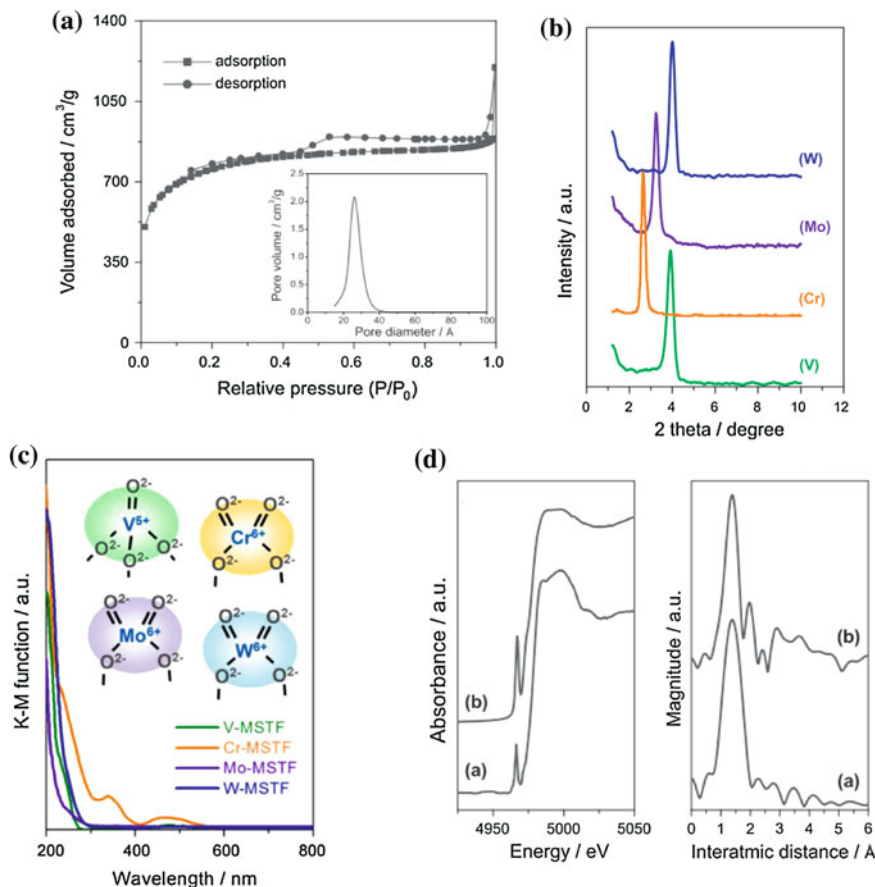 (a)
1400
1050
700
350
0
Volume adsorbed / cm³/g
adsorption
desorption
2.5
2.0
1.5
1.0
0.5
0.0
Pore volume / cm³/g
0 20 40 60 80 100
Pore diameter / Å
0.0 0.2 0.4 0.6 0.8 1.0
Relative pressure (P/P₀)
(b)
Intensity / a.u.
(W)
(Mo)
(Cr)
(V)
0 2 4 6 8 10 12
2 theta / degree
(c)
K-M function / a.u.
O²⁻
V⁵⁺
O²⁻ O²⁻ O²⁻
O²⁻ O²⁻
Cr⁶⁺
O²⁻ O²⁻
O²⁻ O²⁻
Mo⁶⁺
O²⁻ O²⁻
O²⁻ O²⁻
W⁶⁺
O²⁻ O²⁻
V-MSTF
Cr-MSTF
Mo-MSTF
W-MSTF
200 400 600 800
Wavelength / nm
(d)
Absorbance / a.u.
(b)
(a)
4950 5000 5050
Energy / eV
Magnitude / a.u.
(b)
(a)
0 1 2 3 4 5 6
Interatmic distance / Å